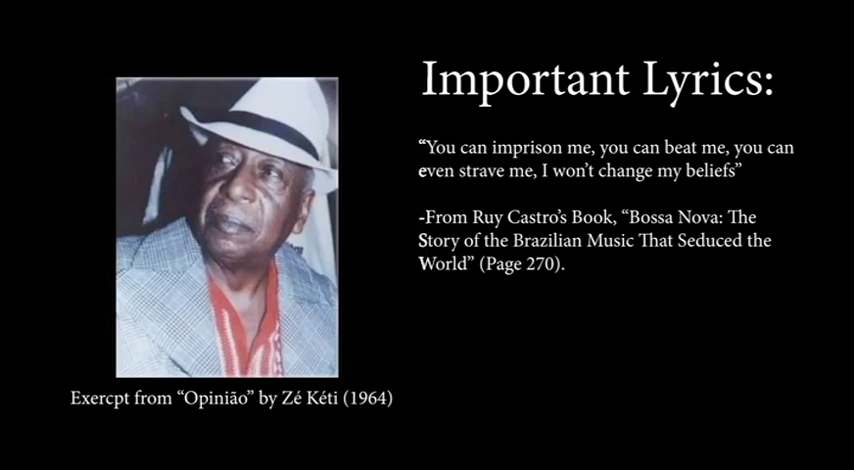 Important Lyrics:
“You can imprison me, you can beat me, you can
even strave me, I won’t change my beliefs”
-From Ruy Castro’s Book, “Bossa Nova: The
Story of the Brazilian Music That Seduced the
World” (Page 270).
Exercpt from “Opinião” by Zé Kéti (1964)